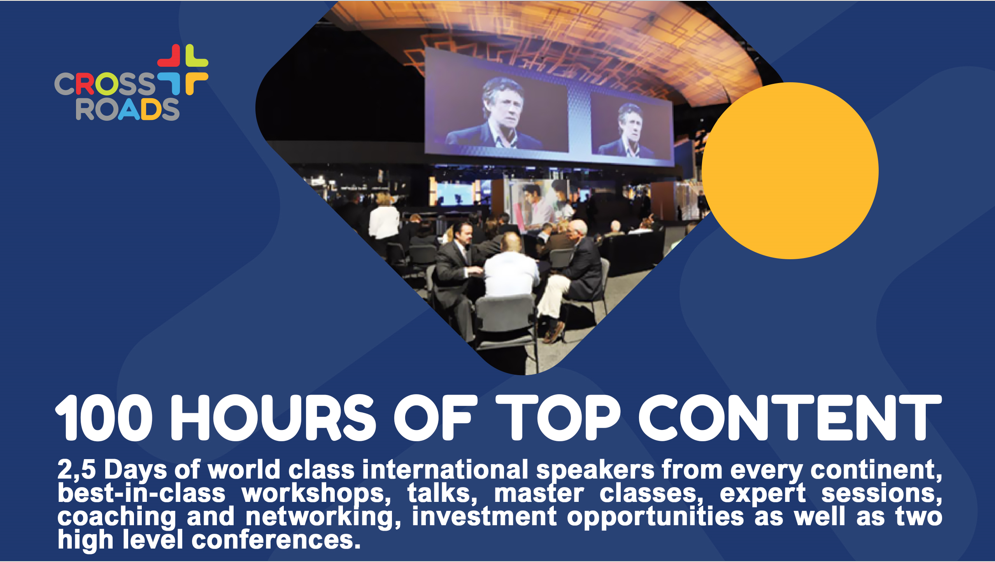 CROSS
ROADS
100 HOURS OF TOP CONTENT
2,5 Days of world class international speakers from every continent,
best-in-class workshops, talks, master classes, expert sessions,
coaching and networking, investment opportunities as well as two
high level conferences.